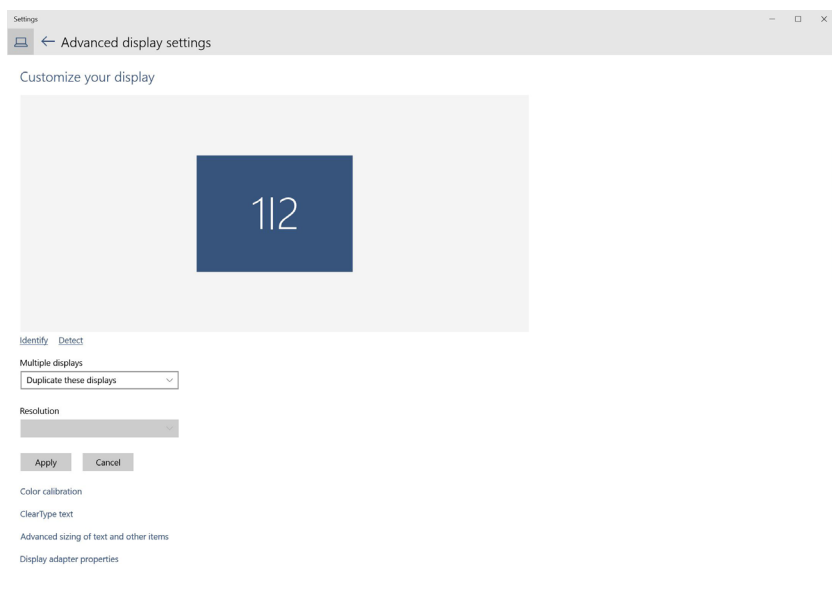 Settings
Advanced display settings
Customize your display
1|2
Identify Detect
Multiple displays
Duplicate these displays
Resolution
Apply Cancel
Color calibration
ClearType text
Advanced sizing of text and other items
Display adapter properties